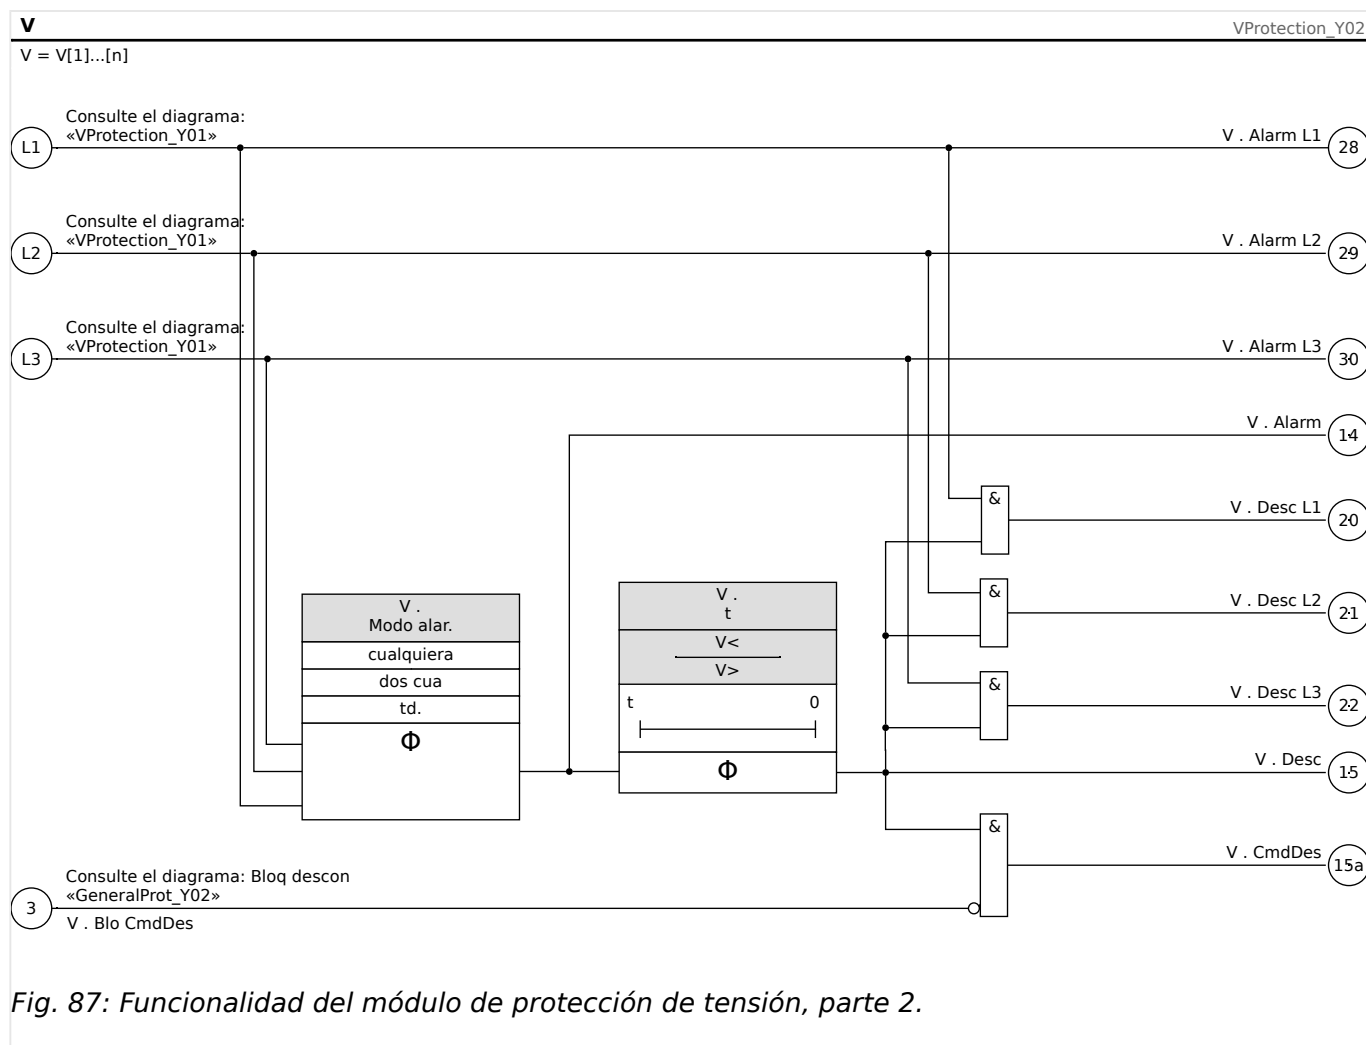 V
VProtection_Y02
V = V[1]...[n]
Consulte el diagrama:
«VProtection_Y01»
L1
V . Alarm L1
28
Consulte el diagrama:
«VProtection_Y01»
L2
V . Alarm L2
29
Consulte el diagrama:
«VProtection_Y01»
L3
V . Alarm L3
30
V . Alarm
14
&
V . Desc L1
20
&
V . Desc L2
21
&
V . Desc L3
22
V .
Modo alar.
cualquiera
dos cua
td.
Φ
V .
t
V<
V>
t 0
Φ
V . Desc
15
&
V . CmdDes
15a
Consulte el diagrama: Bloq descon
«GeneralProt_Y02»
3
V . Blo CmdDes
Fig. 87: Funcionalidad del módulo de protección de tensión, parte 2.